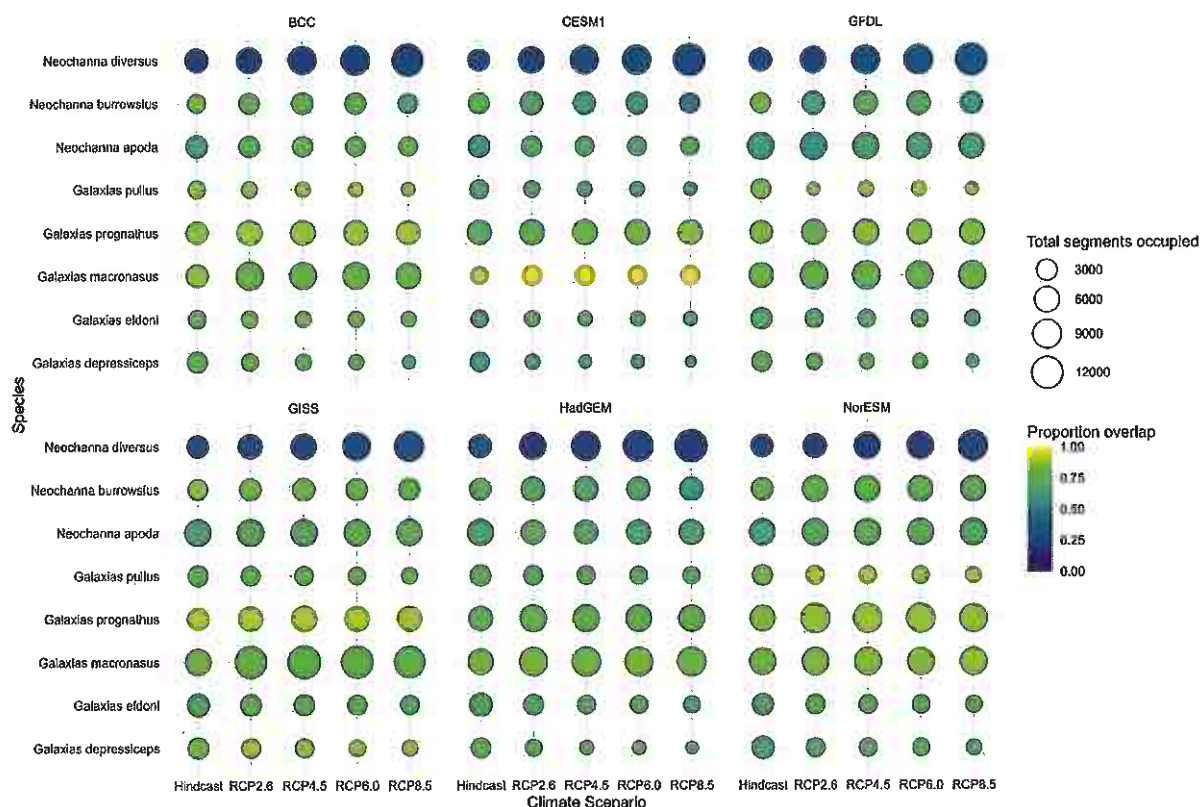 BCC
CESM1
GFDL
Neochanna diversus
Neochanna burrowsius
Neochanna apoda
Galaxias pullus
Galaxias prognathus
Galaxias macronasus
Galaxias eldoni
Galaxias depressiceps
Total segments occupied
3000
6000
9000
12000
Species
GISS
HadGEM
NorESM
Neochanna diversus
Neochanna burrowsius
Neochanna apoda
Galaxias pullus
Galaxias prognathus
Galaxias macronasus
Galaxias eldoni
Galaxias depressiceps
Proportion overlap
1.00
0.75
0.50
0.25
0.00
Hindcast RCP2.6 RCP4.5 RCP6.0 RCP8.5 Hindcast RCP2.6 RCP4.5 RCP6.0 RCP8.5 Hindcast RCP2.6 RCP4.5 RCP6.0 RCP8.5
Climate Scenario